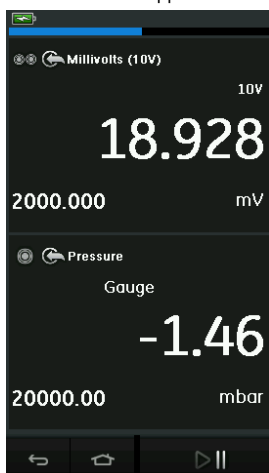 Millivolts (10V)
10V
18.928
2000.000 mV
Pressure
Gauge
-1.46
20000.00 mbar